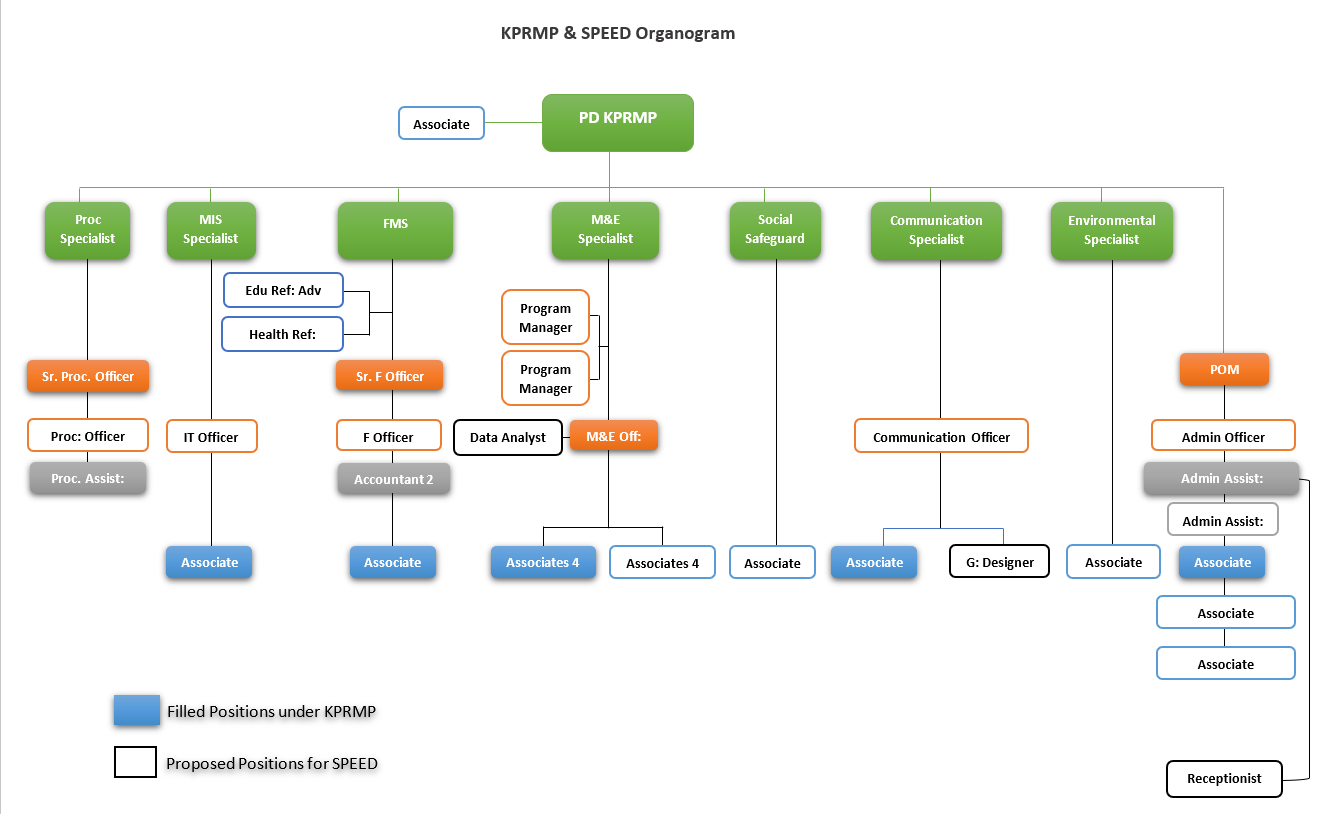 KPRMP & SPEED Organogram
PD KPRMP
Associate
Proc
Specialist
MIS
Specialist
FMS
M&E
Specialist
Social
Safeguard
Communication
Specialist
Environmental
Specialist
Edu Ref: Adv
Health Ref:
Program
Manager
Program
Manager
Sr. Proc. Officer
Sr. F Officer
POM
Proc: Officer
IT Officer
F Officer
Data Analyst
M&E Off:
Communication Officer
Admin Officer
Proc. Assist:
Accountant 2
Admin Assist:
Admin Assist:
Associate
Associate
Associates 4
Associates 4
Associate
Associate
G: Designer
Associate
Associate
Associate
Associate
Filled Positions under KPRMP
Proposed Positions for SPEED
Receptionist